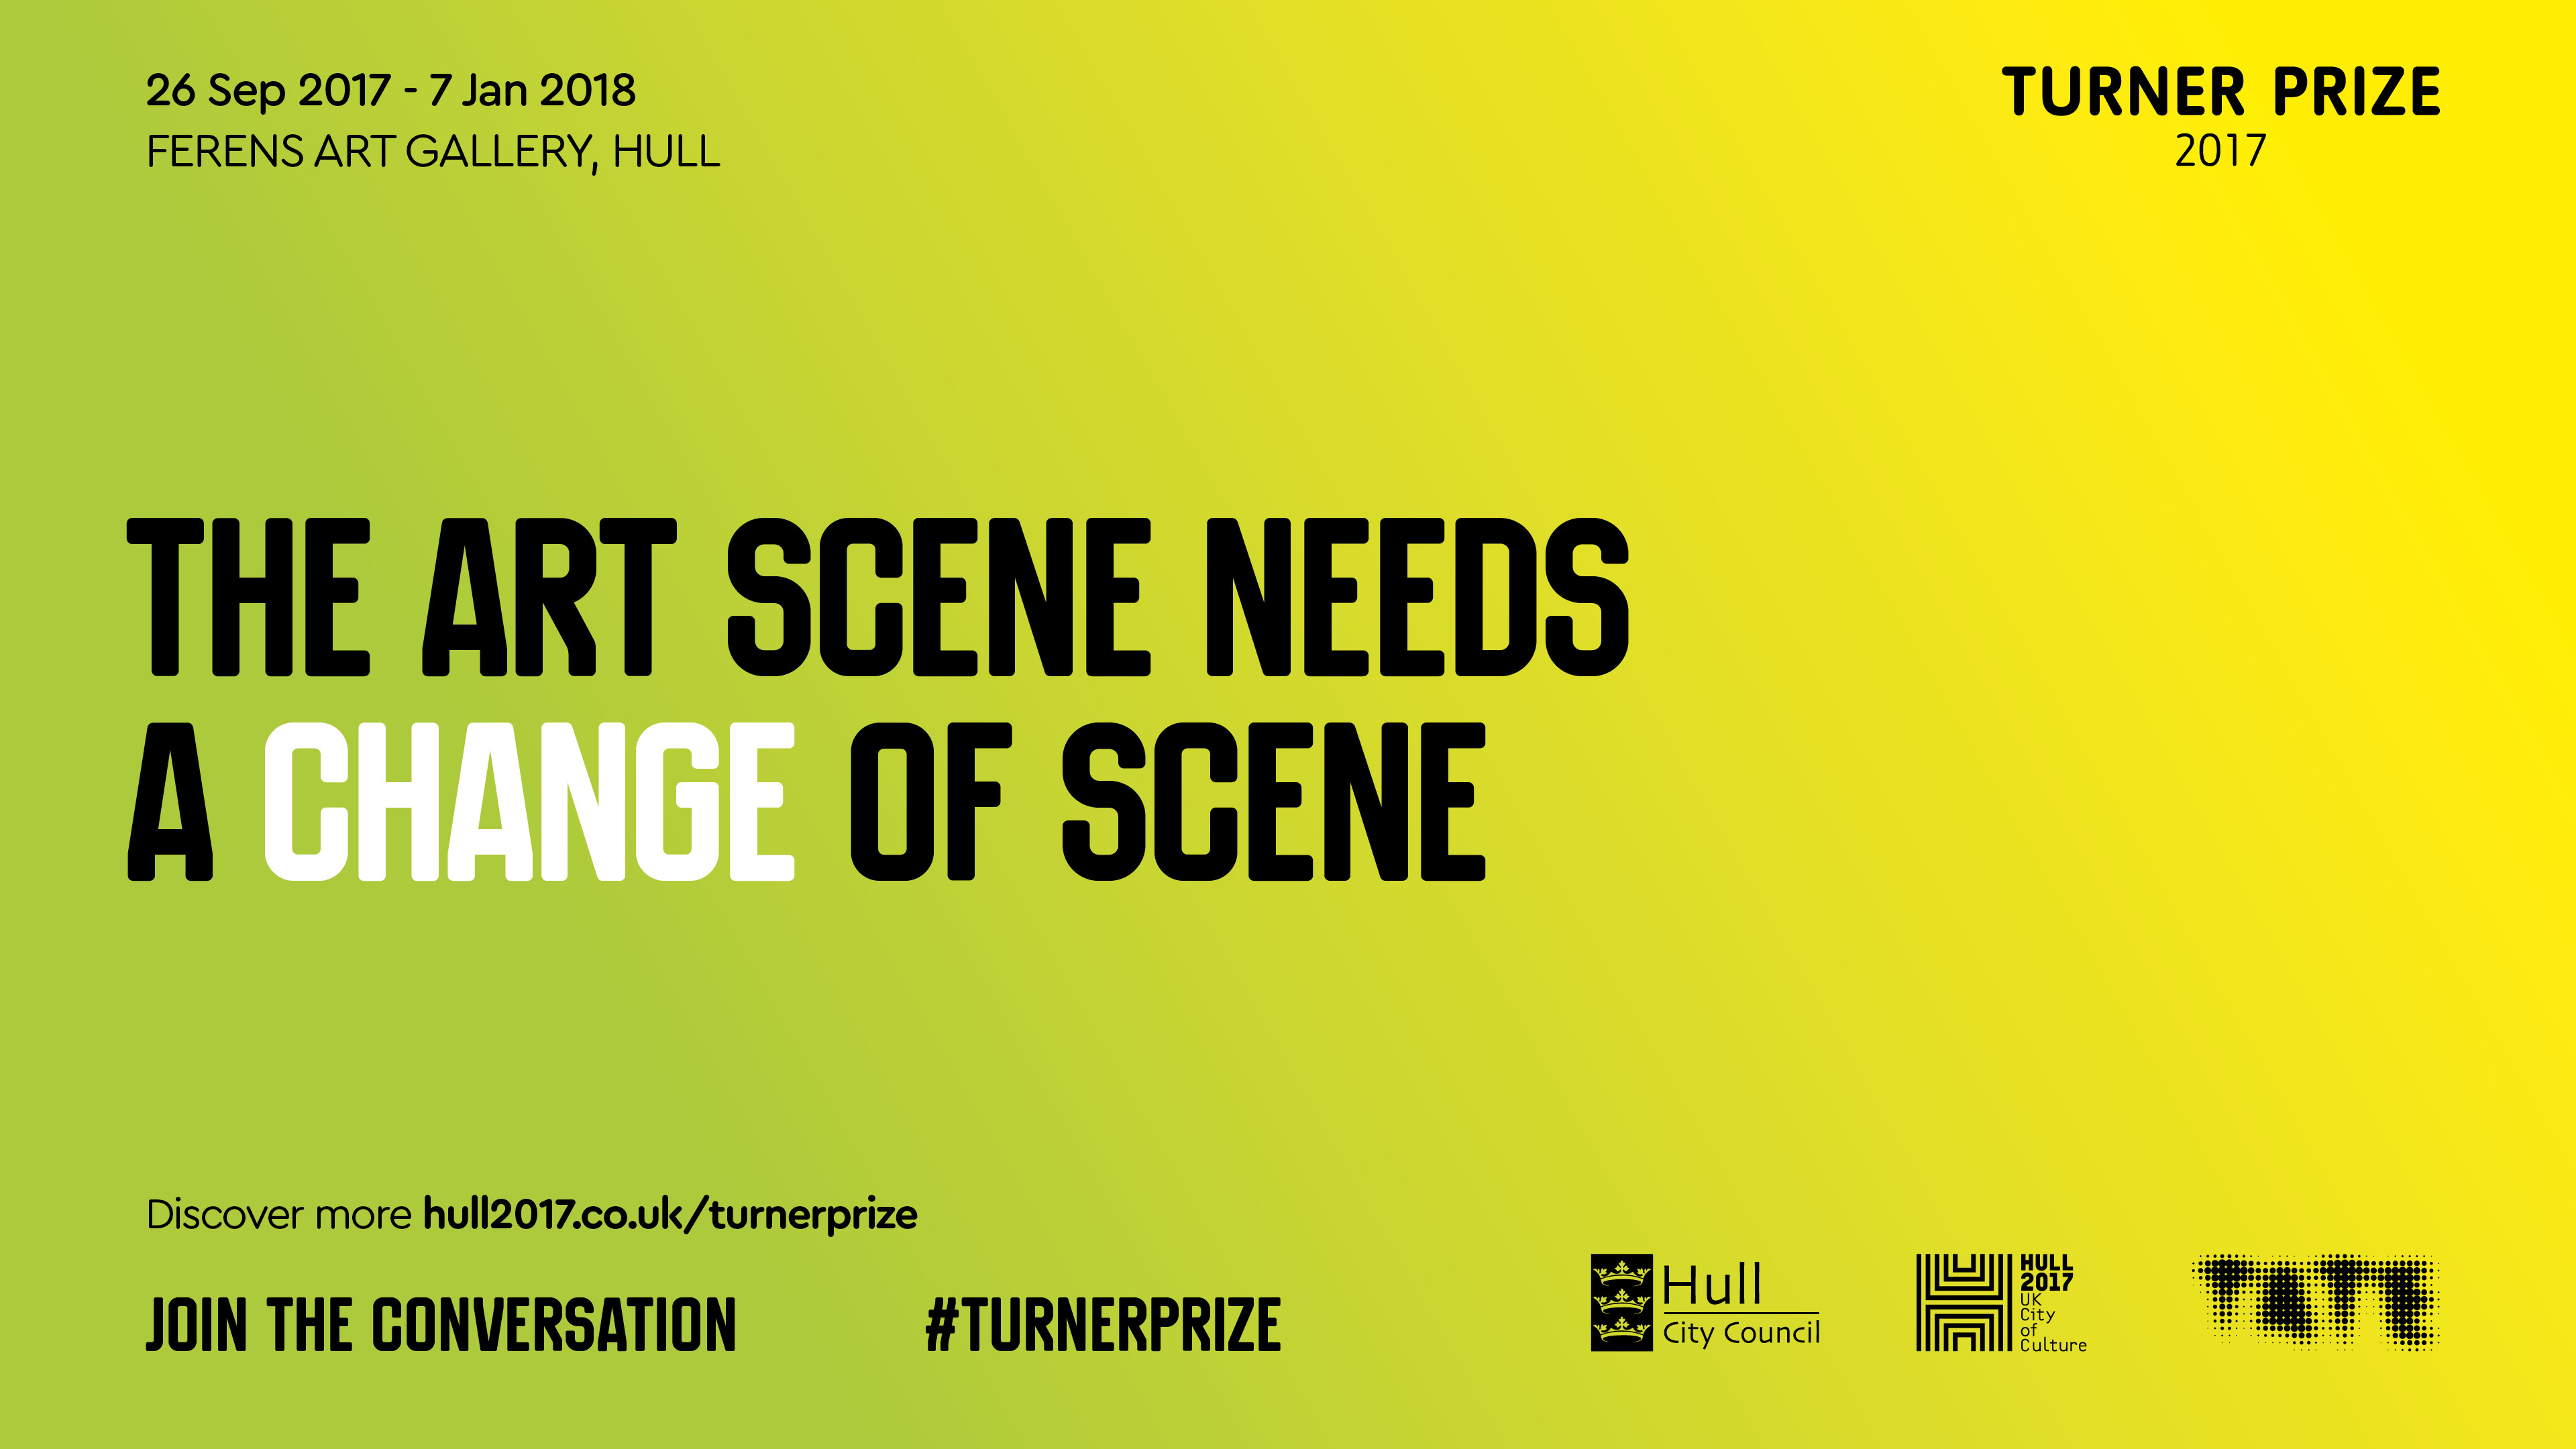 26 Sep 2017 - 7 Jan 2018
FERENS ART GALLERY, HULL
TURNER PRIZE
2017
THE ART SCENE NEEDS
A CHANGE OF SCENE
Discover more hull2017.co.uk/turnerprize
JOIN THE CONVERSATION
#TURNERPRIZE
Hull
City Council
HULL
2017
UK
City
of
Culture
TATE